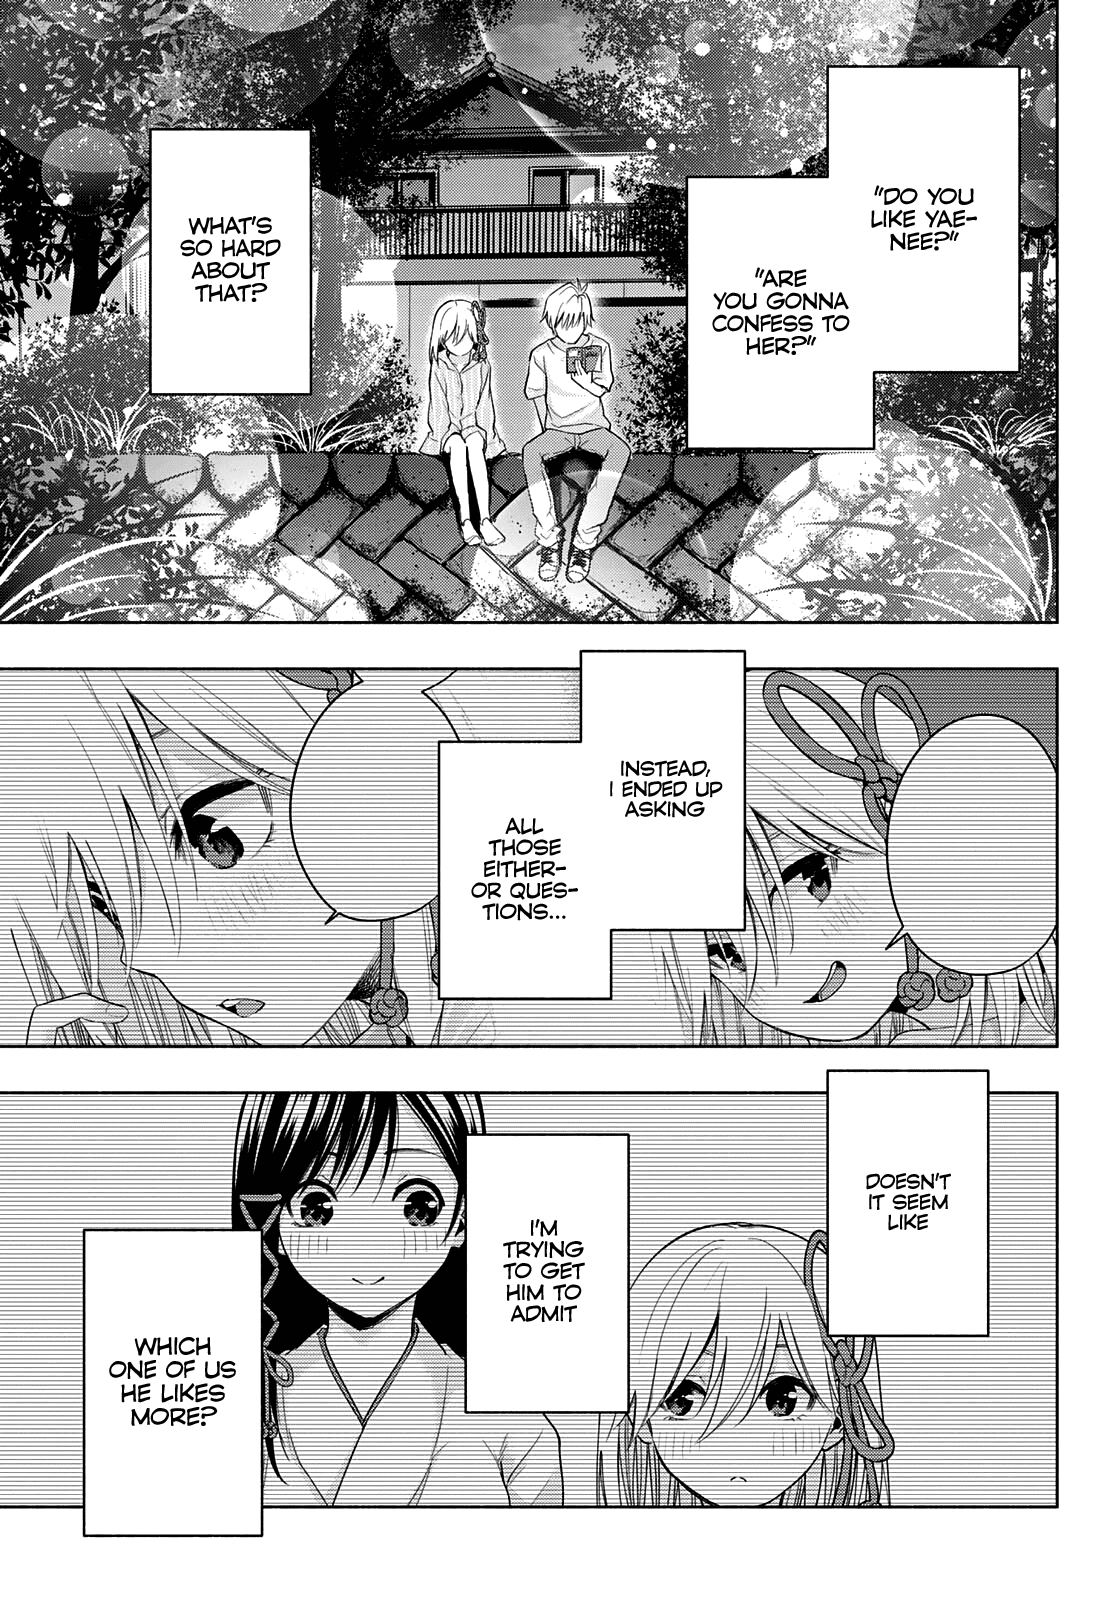 "DO YOU
LIKE YAE-
NEE?"
"ARE
YOU GONNA
CONFESS TO
HER?"
WHAT'S
SO HARD
ABOUT
THAT?
INSTEAD,
I ENDED UP
ASKING
ALL
THOSE
EITHER-
OR QUES-
TIONS...
DOESN'T
IT SEEM
LIKE
I'M
TRYING
TO GET
HIM TO
ADMIT
WHICH
ONE OF US
HE LIKES
MORE?